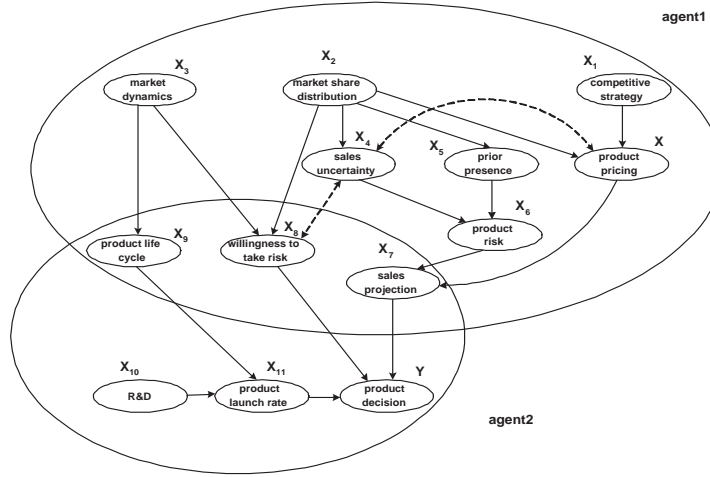 agent1
X3
market
dynamics
X2
market share
distribution
X1
competitive
strategy
X4
sales
uncertainty
X5
prior
presence
X
product
pricing
X6
product
risk
X9
product life
cycle
X8
willingness to
take risk
X7
sales
projection
X10
R&D
X11
product
launch rate
Y
product
decision
agent2